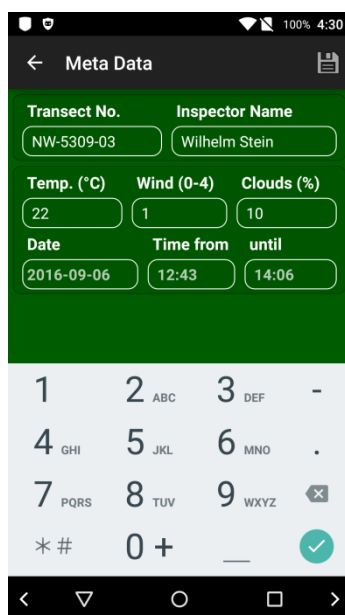 100% 4:30
Meta Data
Transect No. Inspector Name
NW-5309-03 Wilhelm Stein
Temp. (°C) Wind (0-4) Clouds (%)
22 1 10
Date Time from until
2016-09-06 12:43 14:06
1 2 ABC 3 DEF -
4 GHI 5 JKL 6 MNO .
7 PQRS 8 TUV 9 WXYZ
*# 0 + _